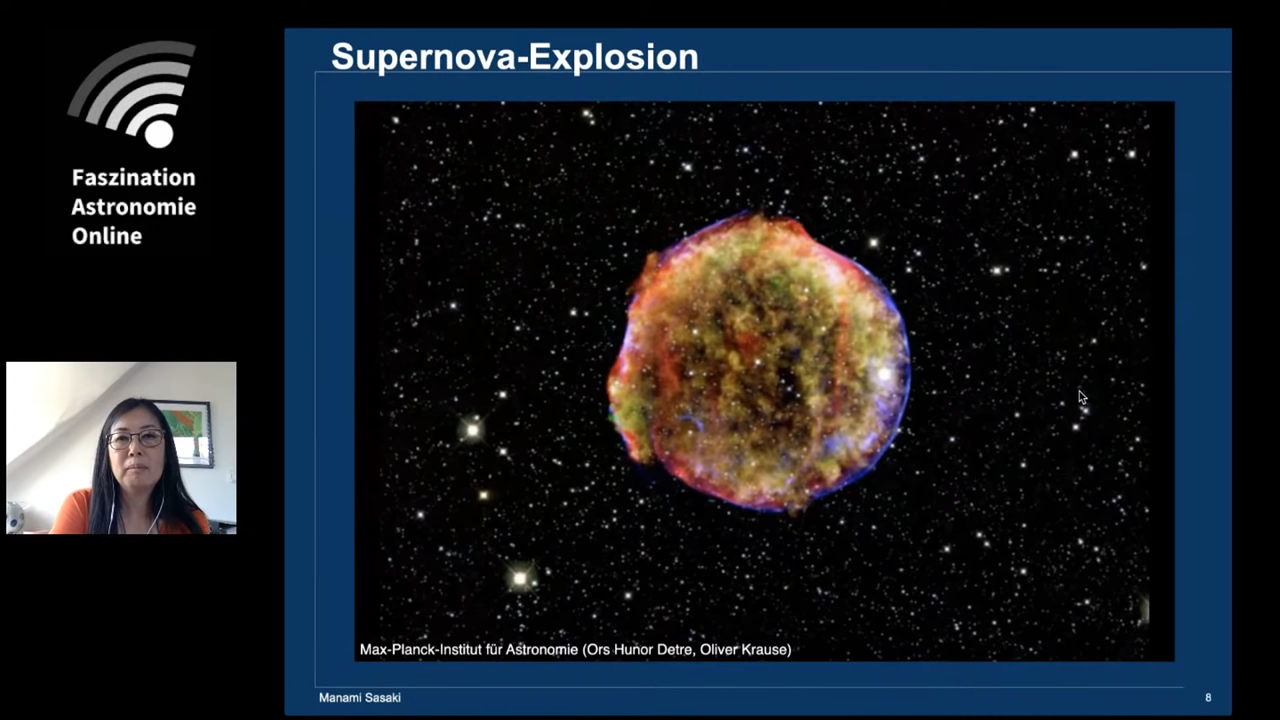 Faszination
Astronomie
Online
Supernova-Explosion
Max-Planck-Institut für Astronomie (Ors Hunor Detre, Oliver Krause)
Manami Sasaki
8